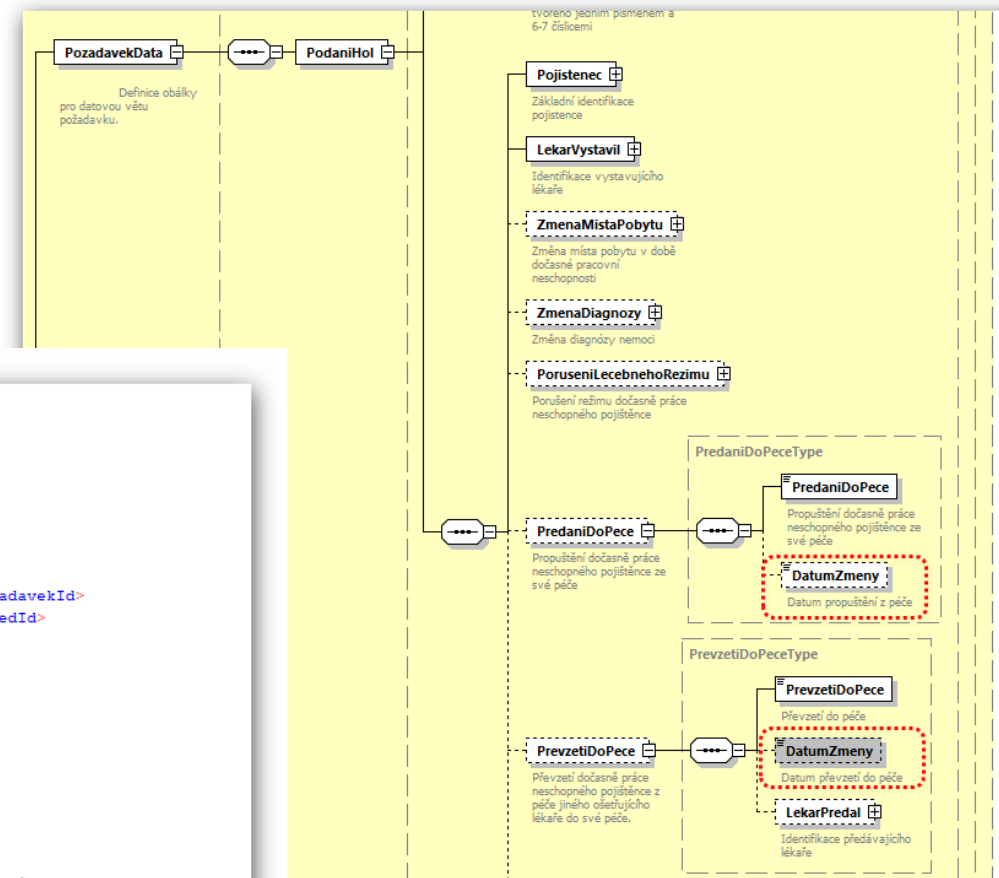 tvořeno jedním písmenem a
6-7 číslicemi
PozadavekData
PodaniHol
Definice obálky
pro datovou větu
požadavku.
Pojistenec
Základní identifikace
pojistence
LekarVystavil
Identifikace vystavujícího
lékaře
ZmenaMistaPobytu
Změna místa pobytu v době
dočasné pracovní
neschopnosti
ZmenaDiagnozy
Změna diagnózy nemoci
PoruseniLecebnehoRezimu
Porušení režimu dočasně práce
neschopného pojištěnce
PredaniDoPeceType
PredaniDoPece
Propuštění dočasně práce
neschopného pojištěnce ze
své péče
PredaniDoPece
Propuštění dočasně práce
neschopného pojištěnce ze
své péče
DatumZmeny
Datum propuštění z péče
adavekId>
edId>
PrevzetiDoPeceType
PrevzetiDoPece
Převzetí do péče
PrevzetiDoPece
Převzetí dočasně práce
neschopného pojištěnce z
péče jiného ošetřujícího
lékaře do své péče.
DatumZmeny
Datum převzetí do péče
LekarPredal
Identifikace předávajícího
lékaře